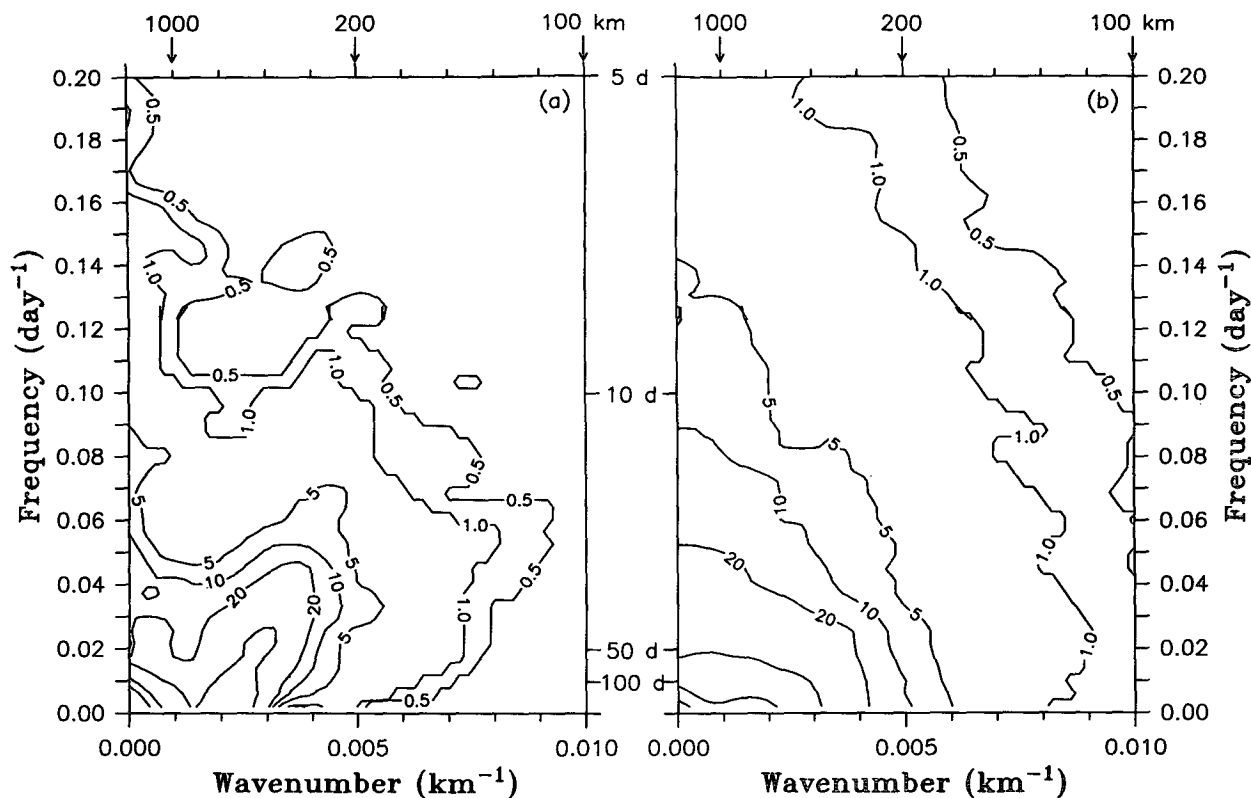 1000 200 100 km 1000 200 100 km
0.20 5 d 0.20
(a) (b)
0.5 1.0
0.18 0.18
0.5
1.0
0.16 0.5 0.16
0.5
0.5
0.14 1.0 0.5 1.0 0.14
0.12 0.12
0.5 0.5
1.0
0.10 10 d 0.10
1.0 5
5 1.0
0.08 0.5 0.08
5 5 0.5 10
0.06 1.0 0.06
5 5 1.0
10 10 0.5 5
0.04 20 20 1.0 20 10 5 0.04
5 1.0
0.02 50 d 0.02
100 d
0.5
0.00 0.00
0.000 0.005 0.010 0.000 0.005 0.010
Wavenumber (km⁻¹) Wavenumber (km⁻¹)
Frequency (day⁻¹)
Frequency (day⁻¹)